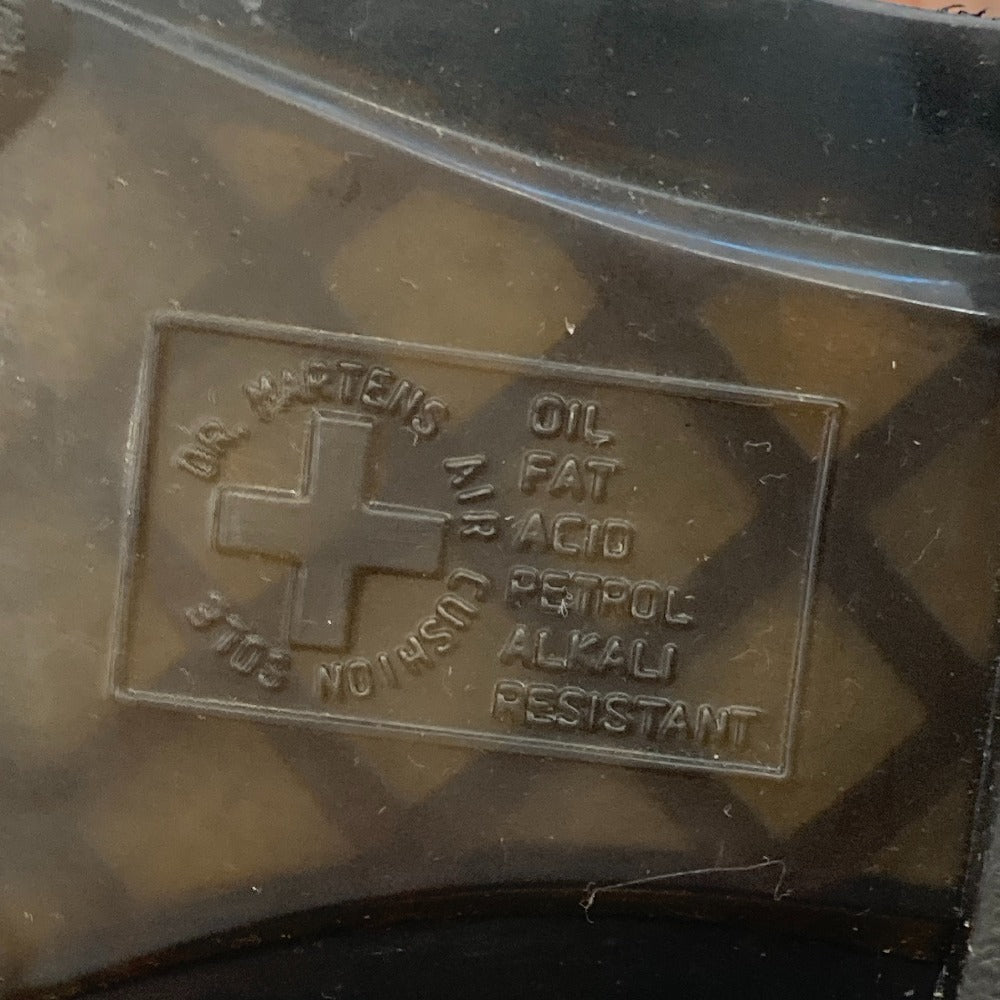 DR. MARTENS AIR CUSHION SOLE
OIL
FAT
ACID
PETROL
ALKALI
RESISTANT